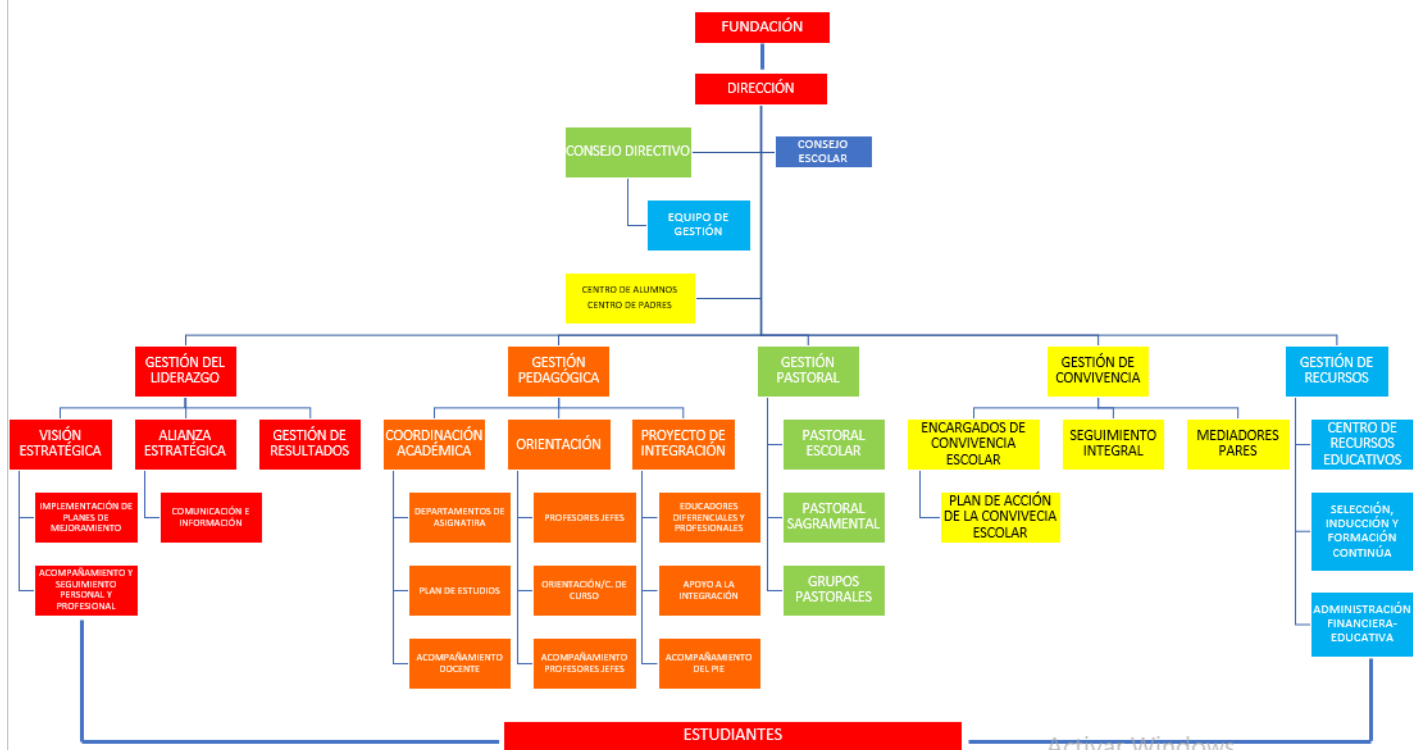 FUNDACIÓN
DIRECCIÓN
CONSEJO DIRECTIVO
CONSEJO
ESCOLAR
EQUIPO DE
GESTIÓN
CENTRO DE ALUMNOS
CENTRO DE PADRES
GESTIÓN DEL
LIDERAZGO
GESTIÓN
PEDAGÓGICA
GESTIÓN
PASTORAL
GESTIÓN DE
CONVIVENCIA
GESTIÓN DE
RECURSOS
VISIÓN
ESTRATÉGICA
ALIANZA
ESTRATÉGICA
GESTIÓN DE
RESULTADOS
COORDINACIÓN
ACADÉMICA
ORIENTACIÓN
PROYECTO DE
INTEGRACIÓN
PASTORAL
ESCOLAR
ENCARGADOS DE
CONVIVENCIA
ESCOLAR
SEGUIMIENTO
INTEGRAL
MEDIADORES
PARES
CENTRO DE
RECURSOS
EDUCATIVOS
IMPLEMENTACIÓN DE
PLANES DE
MEJORAMIENTO
COMUNICACIÓN E
INFORMACIÓN
DEPARTAMENTOS DE
ASIGNATIRA
PROFESORES JEFES
EDUCADORES
DIFERENCIALES Y
PROFESIONALES
PASTORAL
SAGRAMENTAL
PLAN DE ACCIÓN
DE LA CONVIVECIA
ESCOLAR
SELECCIÓN,
INDUCCIÓN Y
FORMACIÓN
CONTINÚA
ACOMPAÑAMIENTO Y
SEGUIMIENTO
PERSONAL Y
PROFESIONAL
PLAN DE ESTUDIOS
ORIENTACIÓN/C. DE
CURSO
APOYO A LA
INTEGRACIÓN
GRUPOS
PASTORALES
ADMINISTRACIÓN
FINANCIERA-
EDUCATIVA
ACOMPAÑAMIENTO
DOCENTE
ACOMPAÑAMIENTO
PROFESORES JEFES
ACOMPAÑAMIENTO
DEL PIE
ESTUDIANTES
Activar Windows